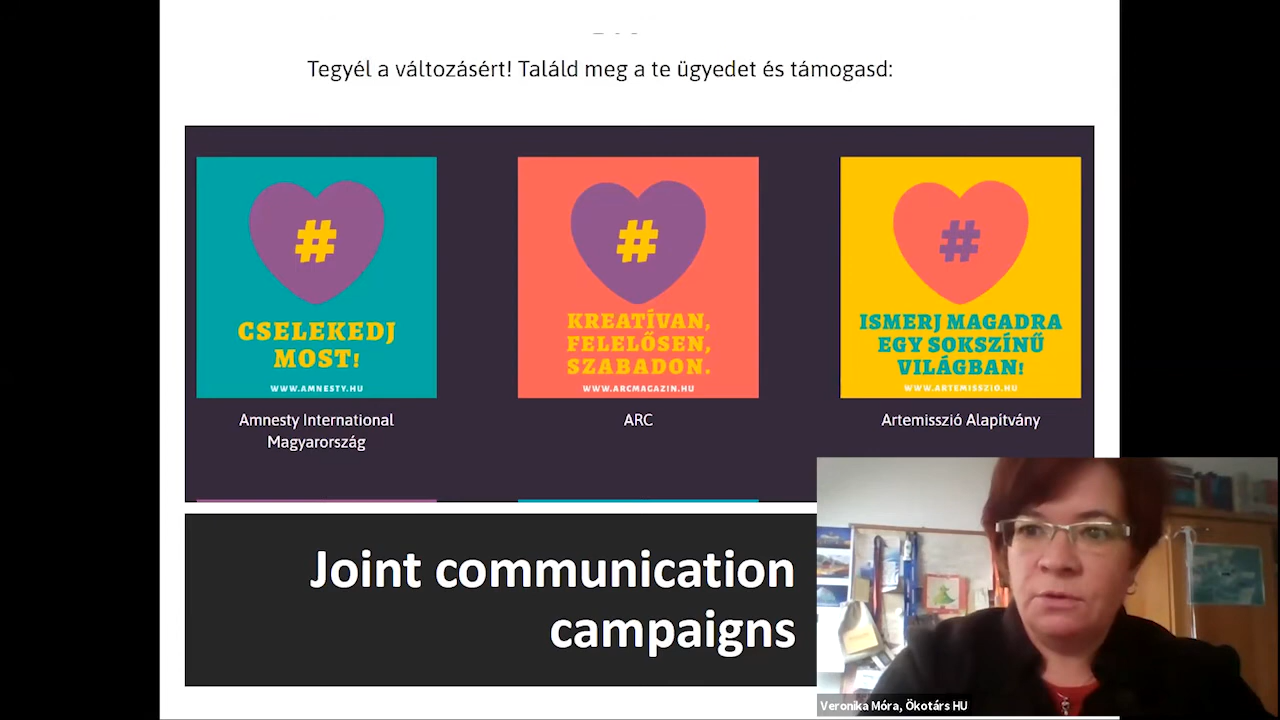 Tegyél a változásért! Találd meg a te ügyedet és támogasd:
#
CSELEKEDJ
MOST!
WWW.AMNESTY.HU
Amnesty International
Magyarország
#
KREATÍVAN,
FELELŐSEN,
SZABADON.
WWW.ARCMAGAZIN.HU
ARC
#
ISMERJ MAGADRA
EGY SOKSZÍNŰ
VILÁGBAN!
WWW.ARTEMISSZIO.HU
Artemisszió Alapítvány
Joint communication
campaigns
Veronika Móra, Ökotárs HU